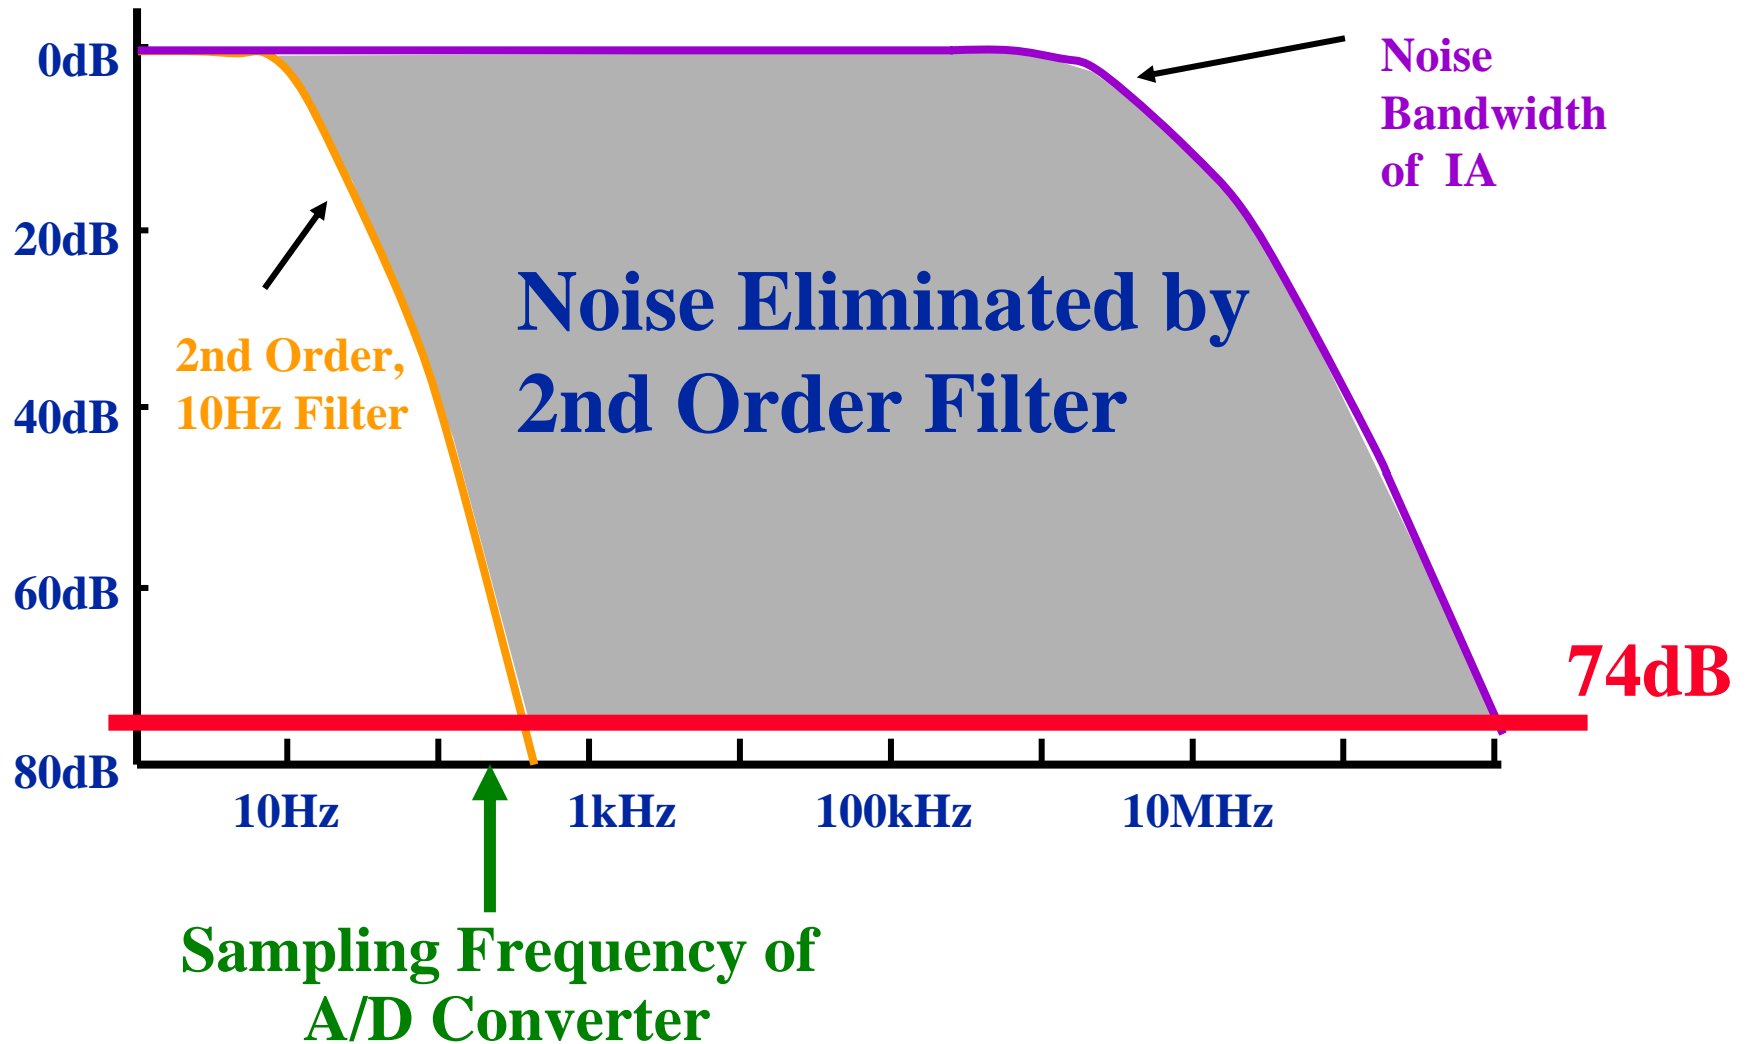 0dB
20dB
40dB
60dB
80dB
Noise
Bandwidth
of IA
2nd Order,
10Hz Filter
Noise Eliminated by
2nd Order Filter
74dB
10Hz
1kHz
100kHz
10MHz
Sampling Frequency of
A/D Converter